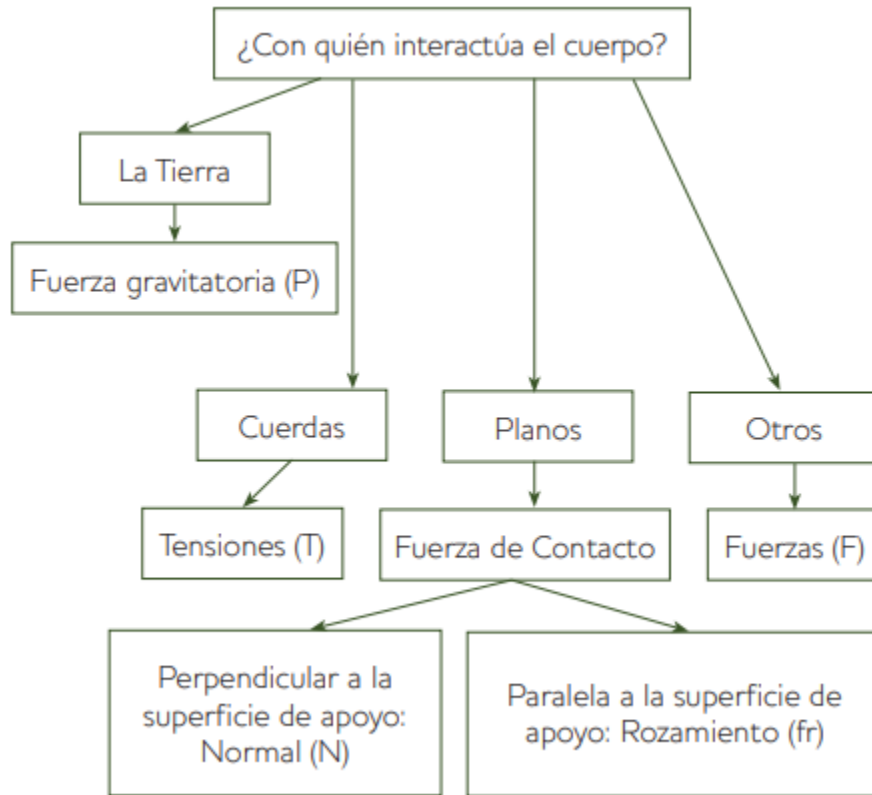 ¿Con quién interactúa el cuerpo?
La Tierra
Fuerza gravitatoria (P)
Cuerdas
Planos
Otros
Tensiones (T)
Fuerza de Contacto
Fuerzas (F)
Perpendicular a la
superficie de apoyo:
Normal (N)
Paralela a la superficie de
apoyo: Rozamiento (fr)